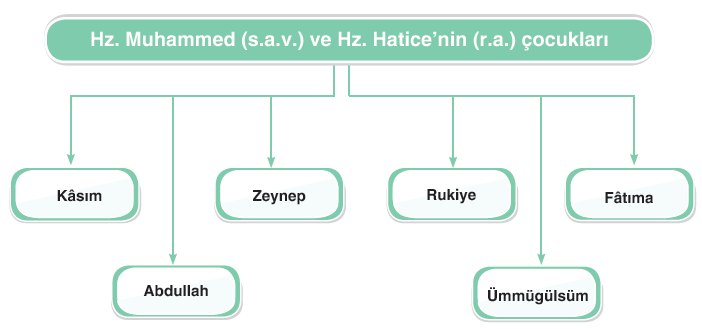 Hz. Muhammed (s.a.v.) ve Hz. Hatice’nin (r.a.) çocukları
Kâsım
Zeynep
Rukiye
Fâtıma
Abdullah
Ümmügülsüm